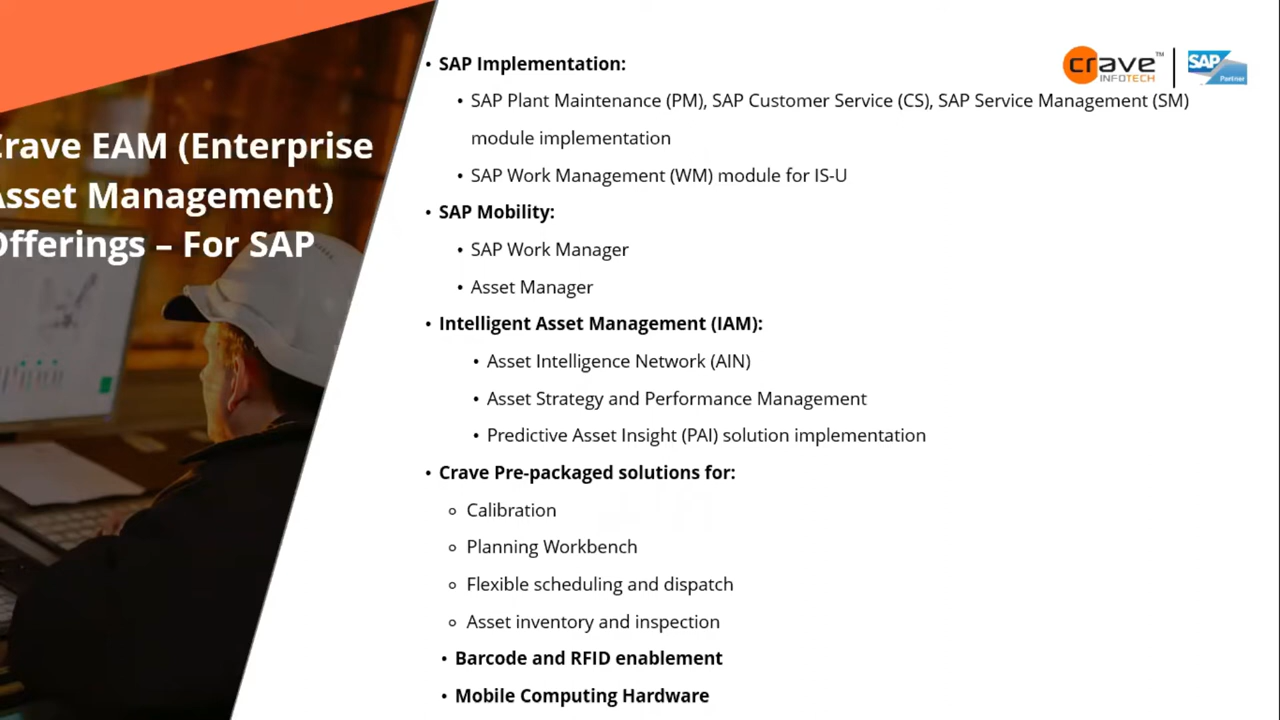 Crave EAM (Enterprise
Asset Management)
Offerings – For SAP
• SAP Implementation:
• SAP Plant Maintenance (PM), SAP Customer Service (CS), SAP Service Management (SM)
module implementation
• SAP Work Management (WM) module for IS-U
• SAP Mobility:
• SAP Work Manager
• Asset Manager
• Intelligent Asset Management (IAM):
• Asset Intelligence Network (AIN)
• Asset Strategy and Performance Management
• Predictive Asset Insight (PAI) solution implementation
• Crave Pre-packaged solutions for:
○ Calibration
○ Planning Workbench
○ Flexible scheduling and dispatch
○ Asset inventory and inspection
• Barcode and RFID enablement
• Mobile Computing Hardware
crave™
INFOTECH
SAP
Partner